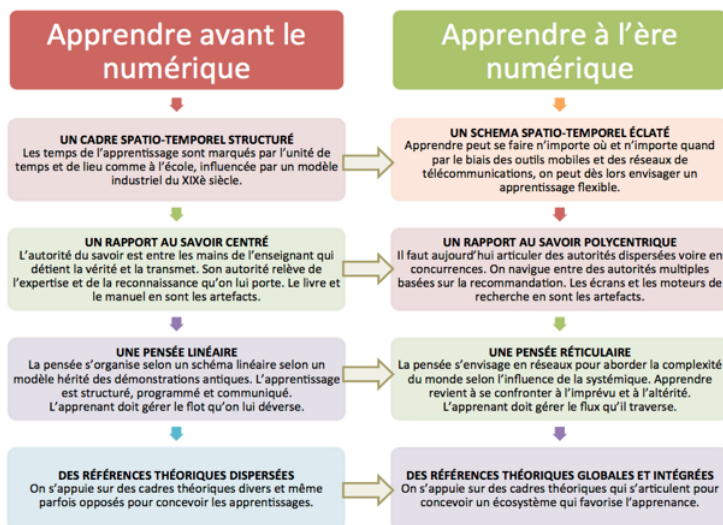 Apprendre avant le
numérique
UN CADRE SPATIO-TEMPOREL STRUCTURÉ
Les temps de l'apprentissage sont marqués par l'unité de
temps et de lieu comme à l'école, influencée par un modèle
industriel du XIXè siècle.
UN RAPPORT AU SAVOIR CENTRÉ
L'autorité du savoir est entre les mains de l'enseignant qui
détient la vérité et la transmet. Son autorité relève de
l'expertise et de la reconnaissance qu'on lui porte. Le livre et
le manuel en sont les artefacts.
UNE PENSÉE LINÉAIRE
La pensée s'organise selon un schéma linéaire selon un
modèle hérité des démonstrations antiques. L'apprentissage
est structuré, programmé et communiqué.
L'apprenant doit gérer le flot qu'on lui déverse.
DES RÉFÉRENCES THÉORIQUES DISPERSÉES
On s'appuie sur des cadres théoriques divers et même
parfois opposés pour concevoir les apprentissages.
Apprendre à l'ère
numérique
UN SCHEMA SPATIO-TEMPOREL ÉCLATÉ
Apprendre peut se faire n'importe où et n'importe quand
par le biais des outils mobiles et des réseaux de
télécommunications, on peut dès lors envisager un
apprentissage flexible.
UN RAPPORT AU SAVOIR POLYCENTRIQUE
Il faut aujourd'hui articuler des autorités dispersées voire en
concurrences. On navigue entre des autorités multiples
basées sur la recommandation. Les écrans et les moteurs de
recherche en sont les artefacts.
UNE PENSÉE RÉTICULAIRE
La pensée s'envisage en réseaux pour aborder la complexité
du monde selon l'influence de la systémique. Apprendre
revient à se confronter à l'imprévu et à l'altérité.
L'apprenant doit gérer le flux qu'il traverse.
DES RÉFÉRENCES THÉORIQUES GLOBALES ET INTÉGRÉES
On s'appuie sur des cadres théoriques qui s'articulent pour
concevoir un écosystème qui favorise l'apprenance.